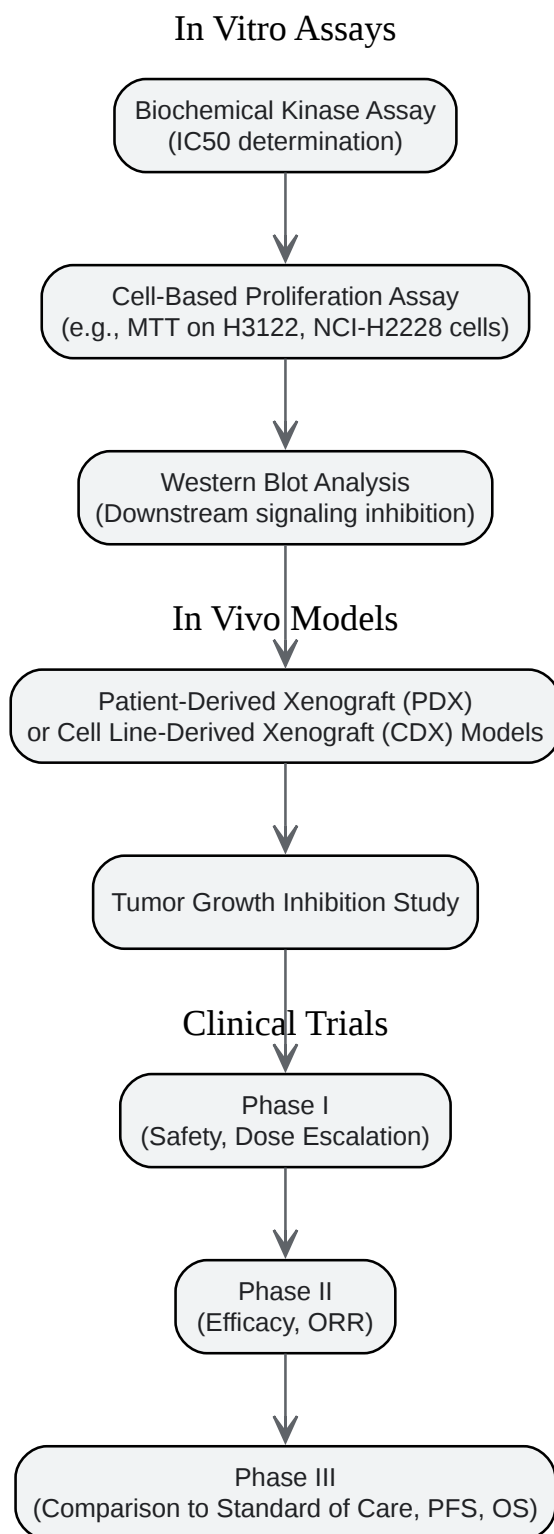 In Vitro Assays
Biochemical Kinase Assay
(IC50 determination)
Cell-Based Proliferation Assay
(e.g., MTT on H3122, NCI-H2228 cells)
Western Blot Analysis
(Downstream signaling inhibition)
In Vivo Models
Patient-Derived Xenograft (PDX)
or Cell Line-Derived Xenograft (CDX) Models
Tumor Growth Inhibition Study
Clinical Trials
Phase I
(Safety, Dose Escalation)
Phase II
(Efficacy, ORR)
Phase III
(Comparison to Standard of Care, PFS, OS)